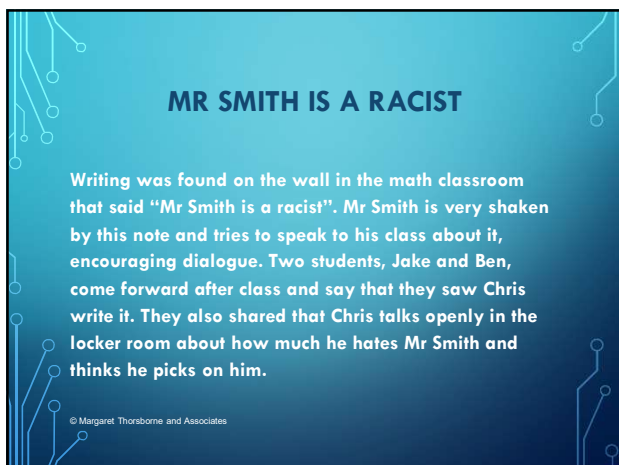 MR SMITH IS A RACIST
Writing was found on the wall in the math classroom
that said “Mr Smith is a racist”. Mr Smith is very shaken
by this note and tries to speak to his class about it,
encouraging dialogue. Two students, Jake and Ben,
come forward after class and say that they saw Chris
write it. They also shared that Chris talks openly in the
locker room about how much he hates Mr Smith and
thinks he picks on him.
© Margaret Thorsborne and Associates